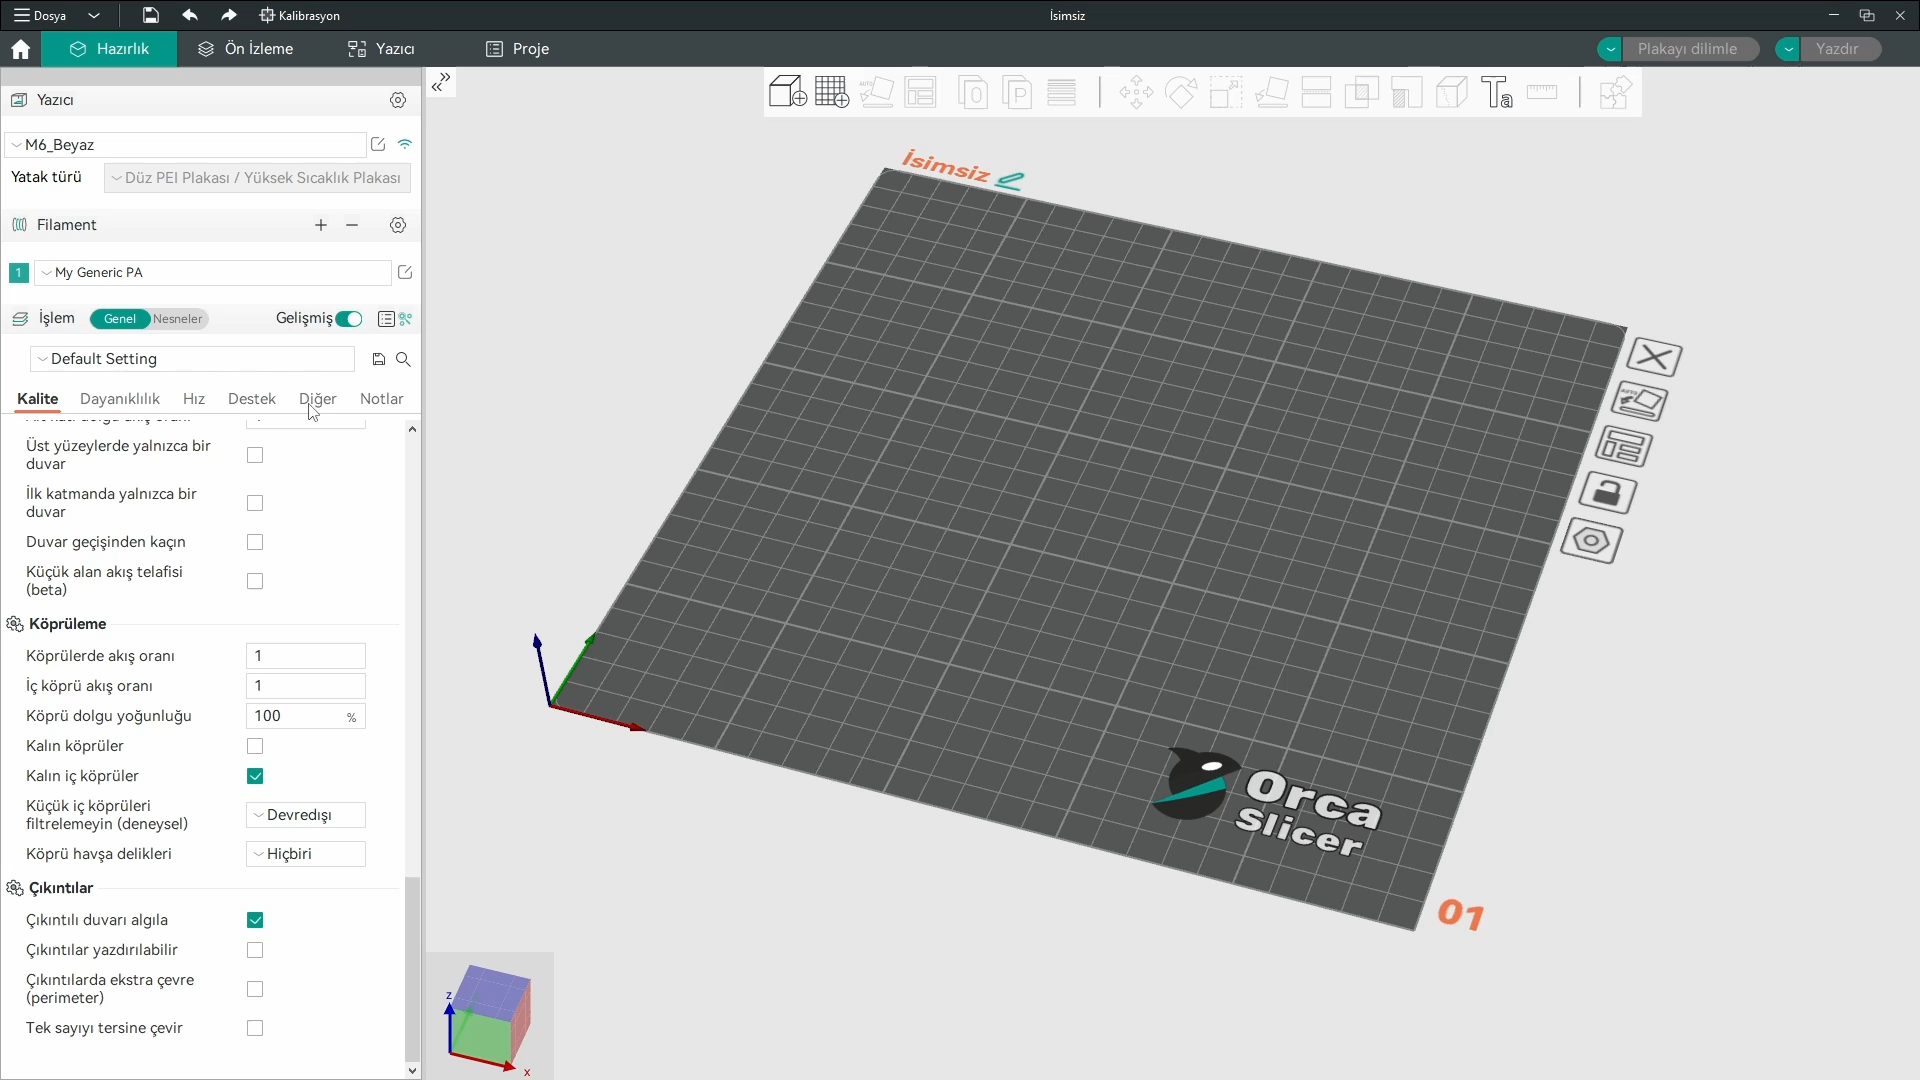 Dosya
Kalibrasyon
İsimsiz
Hazırlık
Ön İzleme
Yazıcı
Proje
Plakayı dilimle
Yazdır
Yazıcı
M6_Beyaz
Yatak türü
Düz PEI Plakası / Yüksek Sıcaklık Plakası
Filament
1
My Generic PA
İşlem
Genel
Nesneler
Gelişmiş
Default Setting
Kalite
Dayanıklılık
Hız
Destek
Diğer
Notlar
Üst yüzeylerde yalnızca bir
duvar
İlk katmanda yalnızca bir
duvar
Duvar geçişinden kaçın
Küçük alan akış telafisi
(beta)
Köprüleme
Köprülerde akış oranı
1
İç köprü akış oranı
1
Köprü dolgu yoğunluğu
100 %
Kalın köprüler
Kalın iç köprüler
Küçük iç köprüleri
filtrelemeyin (deneysel)
Devredışı
Köprü havşa delikleri
Hiçbiri
Çıkıntılar
Çıkıntılı duvarı algıla
Çıkıntılar yazdırılabilir
Çıkıntılarda ekstra çevre
(perimeter)
Tek sayıyı tersine çevir
İsimsiz
Orca
Slicer
01
z
x